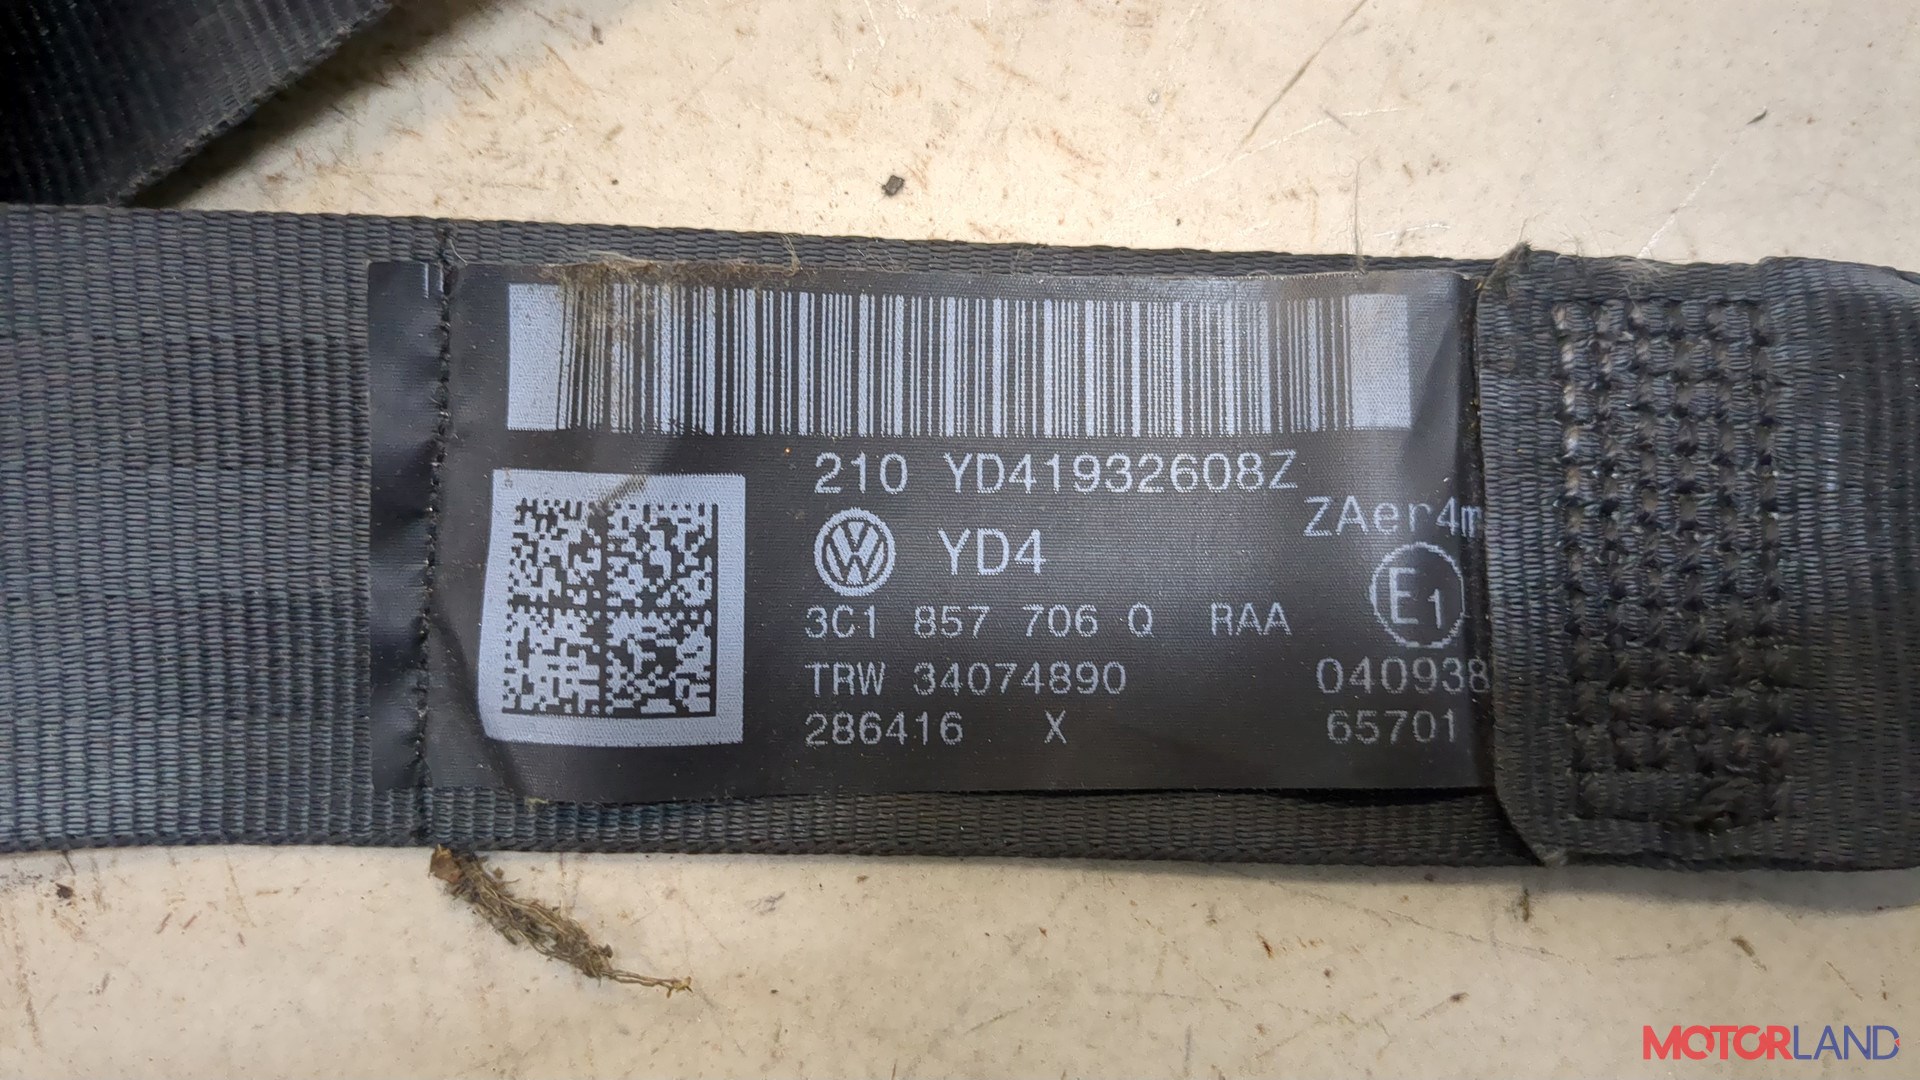 210 YD41932608Z
ZAer4m
YD4
E1
3C1 857 706 Q RAA
TRW 34074890
040938
286416 X
65701
MOTORLAND